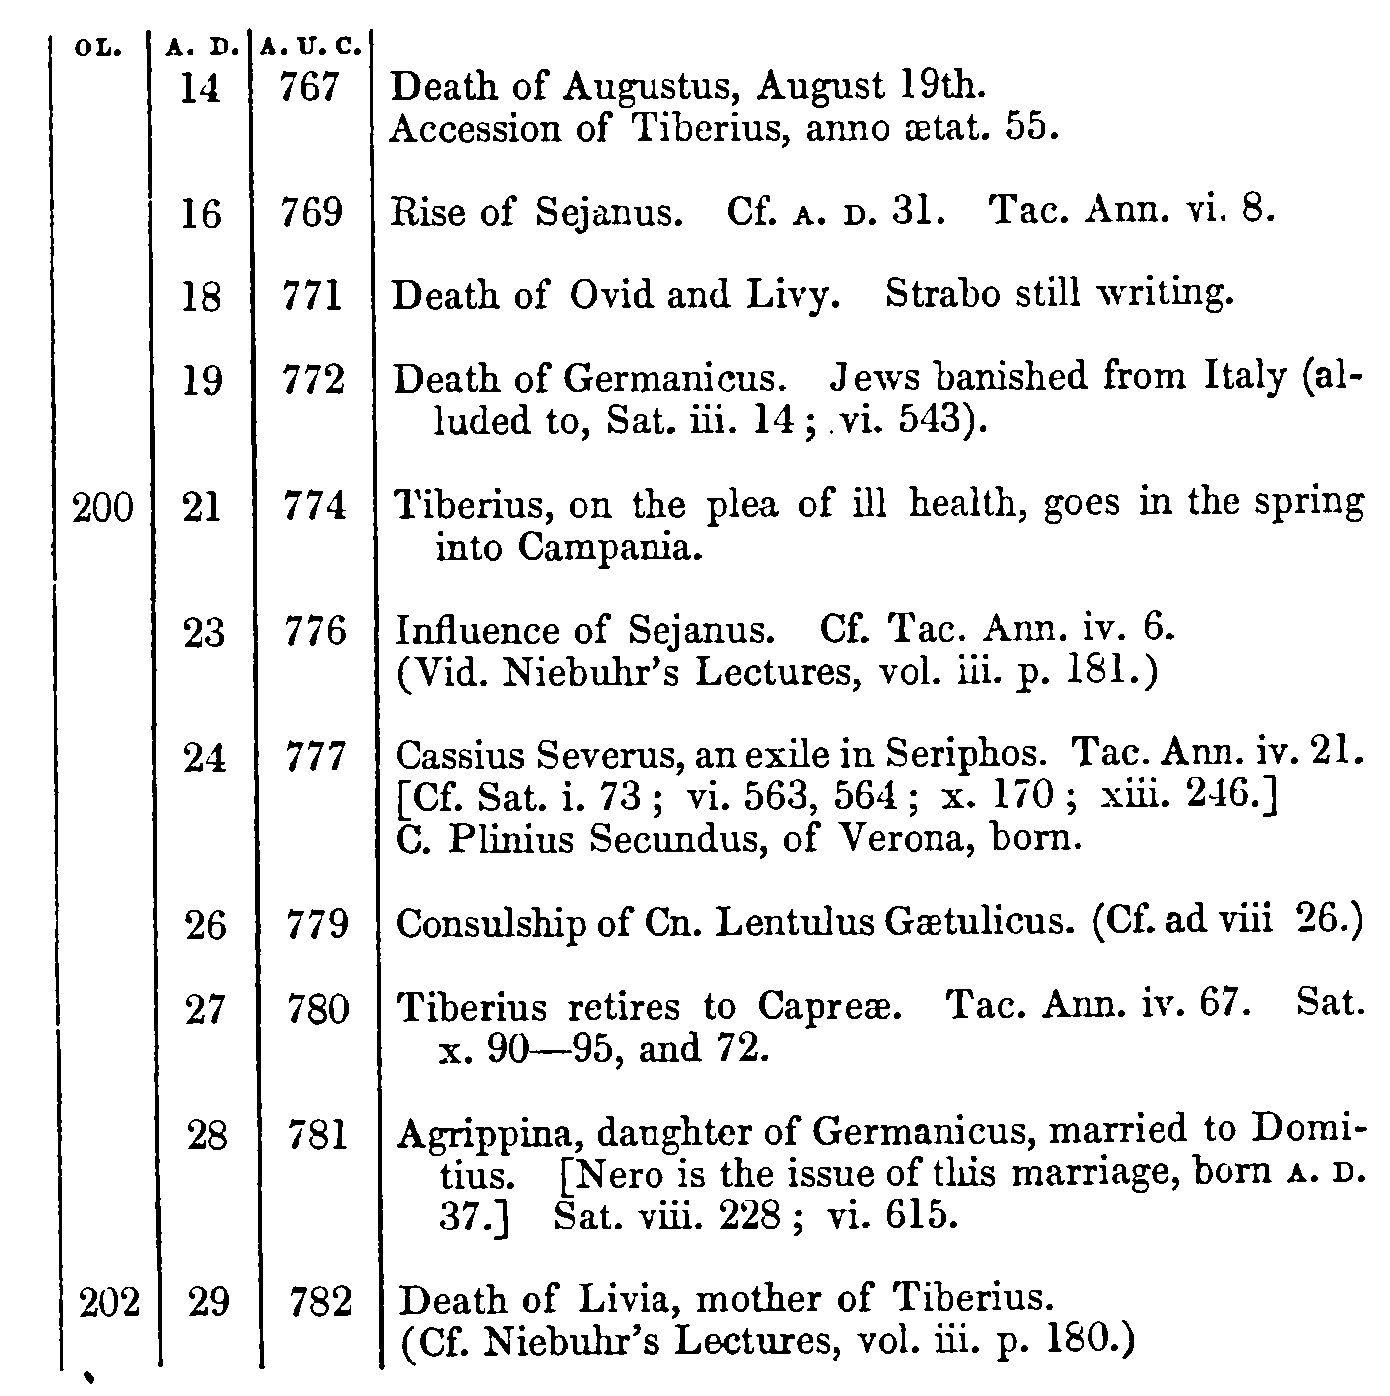 OL. A. D. A. U. C.
14 767 Death of Augustus, August 19th.
Accession of Tiberius, anno ætat. 55.
16 769 Rise of Sejanus. Cf. A. D. 31. Tac. Ann. vi. 8.
18 771 Death of Ovid and Livy. Strabo still writing.
19 772 Death of Germanicus. Jews banished from Italy (al-
luded to, Sat. iii. 14; vi. 543).
200 21 774 Tiberius, on the plea of ill health, goes in the spring
into Campania.
23 776 Influence of Sejanus. Cf. Tac. Ann. iv. 6.
(Vid. Niebuhr's Lectures, vol. iii. p. 181.)
24 777 Cassius Severus, an exile in Seriphos. Tac. Ann. iv. 21.
[Cf. Sat. i. 73; vi. 563, 564; x. 170; xiii. 246.]
C. Plinius Secundus, of Verona, born.
26 779 Consulship of Cn. Lentulus Gætulicus. (Cf. ad viii 26.)
27 780 Tiberius retires to Capreæ. Tac. Ann. iv. 67. Sat.
x. 90—95, and 72.
28 781 Agrippina, daughter of Germanicus, married to Domi-
tius. [Nero is the issue of this marriage, born A. D.
37.] Sat. viii. 228; vi. 615.
202 29 782 Death of Livia, mother of Tiberius.
(Cf. Niebuhr's Lectures, vol. iii. p. 180.)